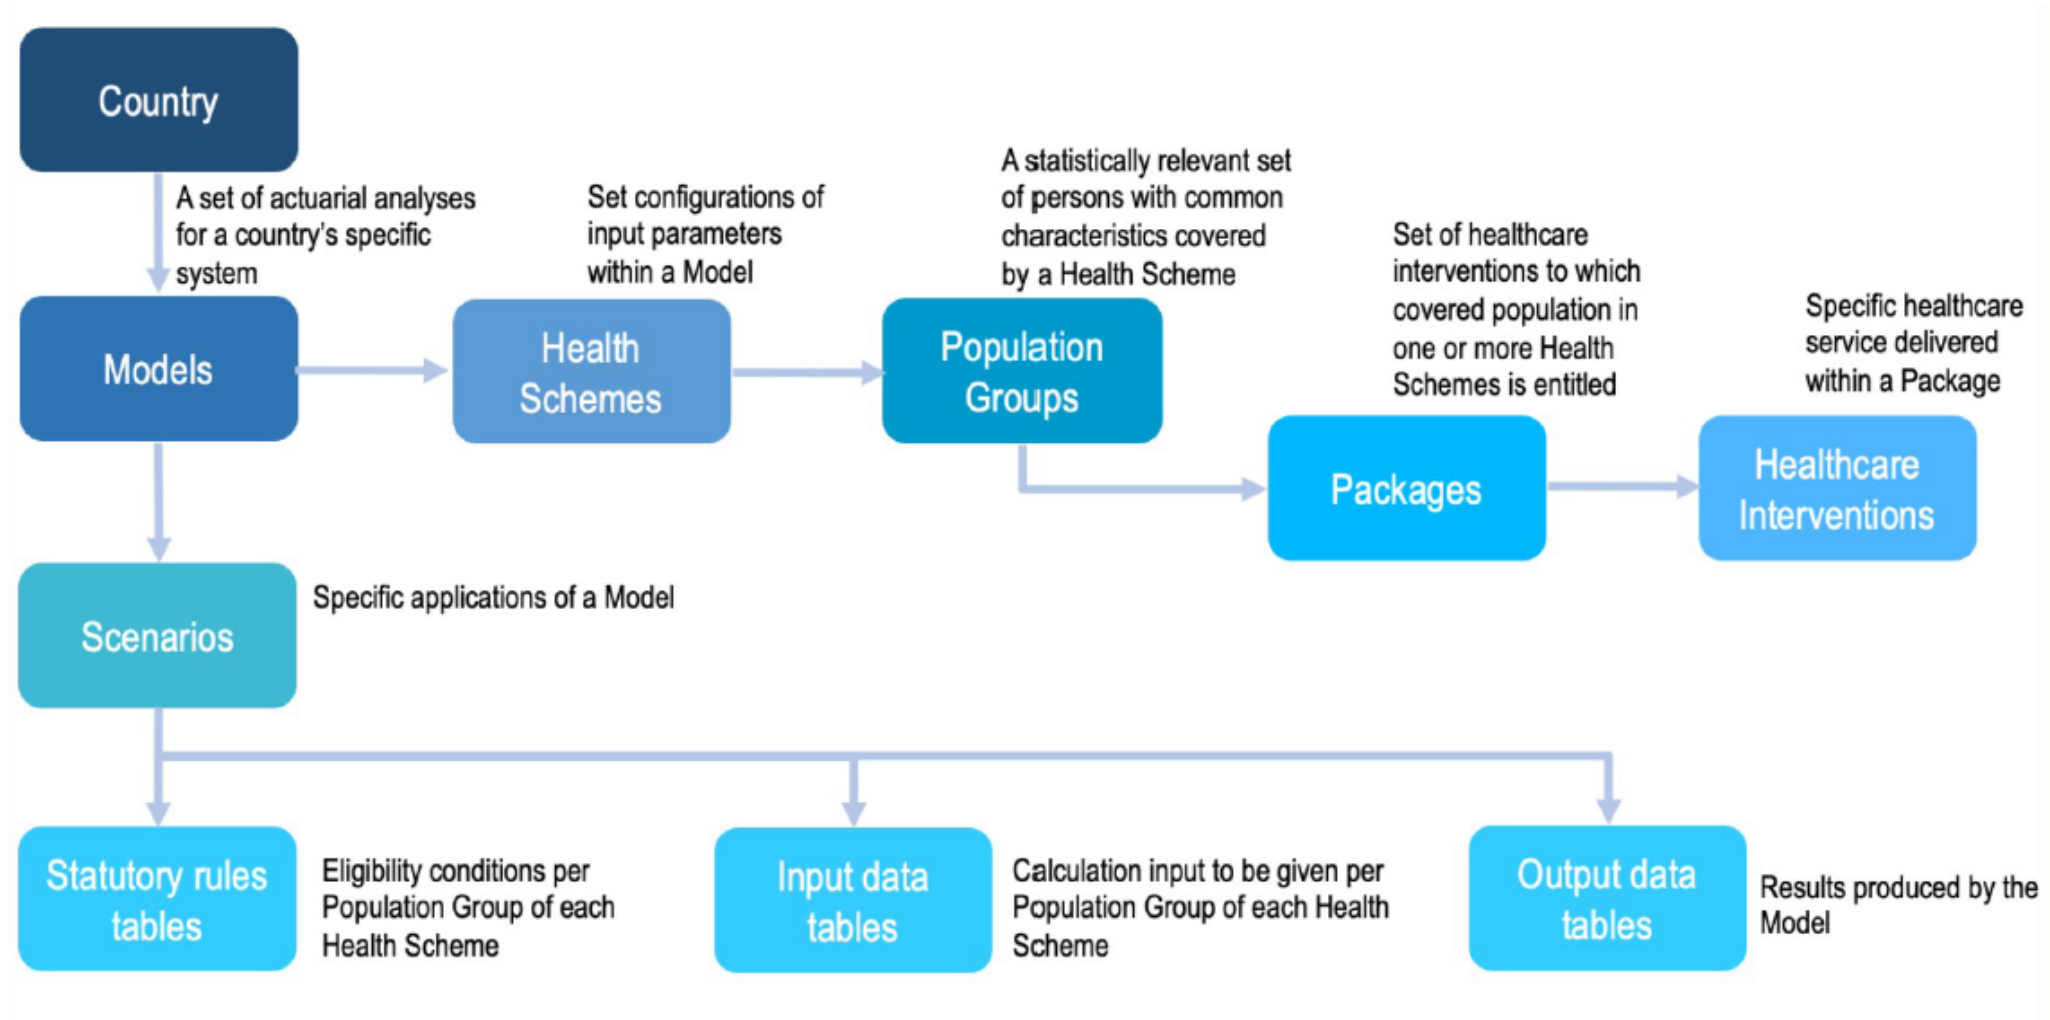 Country
A set of actuarial analyses
for a country's specific
system
Set configurations of
input parameters
within a Model
A statistically relevant set
of persons with common
characteristics covered
by a Health Scheme
Set of healthcare
interventions to which
covered population in
one or more Health
Schemes is entitled
Specific healthcare
service delivered
within a Package
Models
Health
Schemes
Population
Groups
Packages
Healthcare
Interventions
Scenarios
Specific applications of a Model
Statutory rules
tables
Eligibility conditions per
Population Group of each
Health Scheme
Input data
tables
Calculation input to be given per
Population Group of each Health
Scheme
Output data
tables
Results produced by the
Model